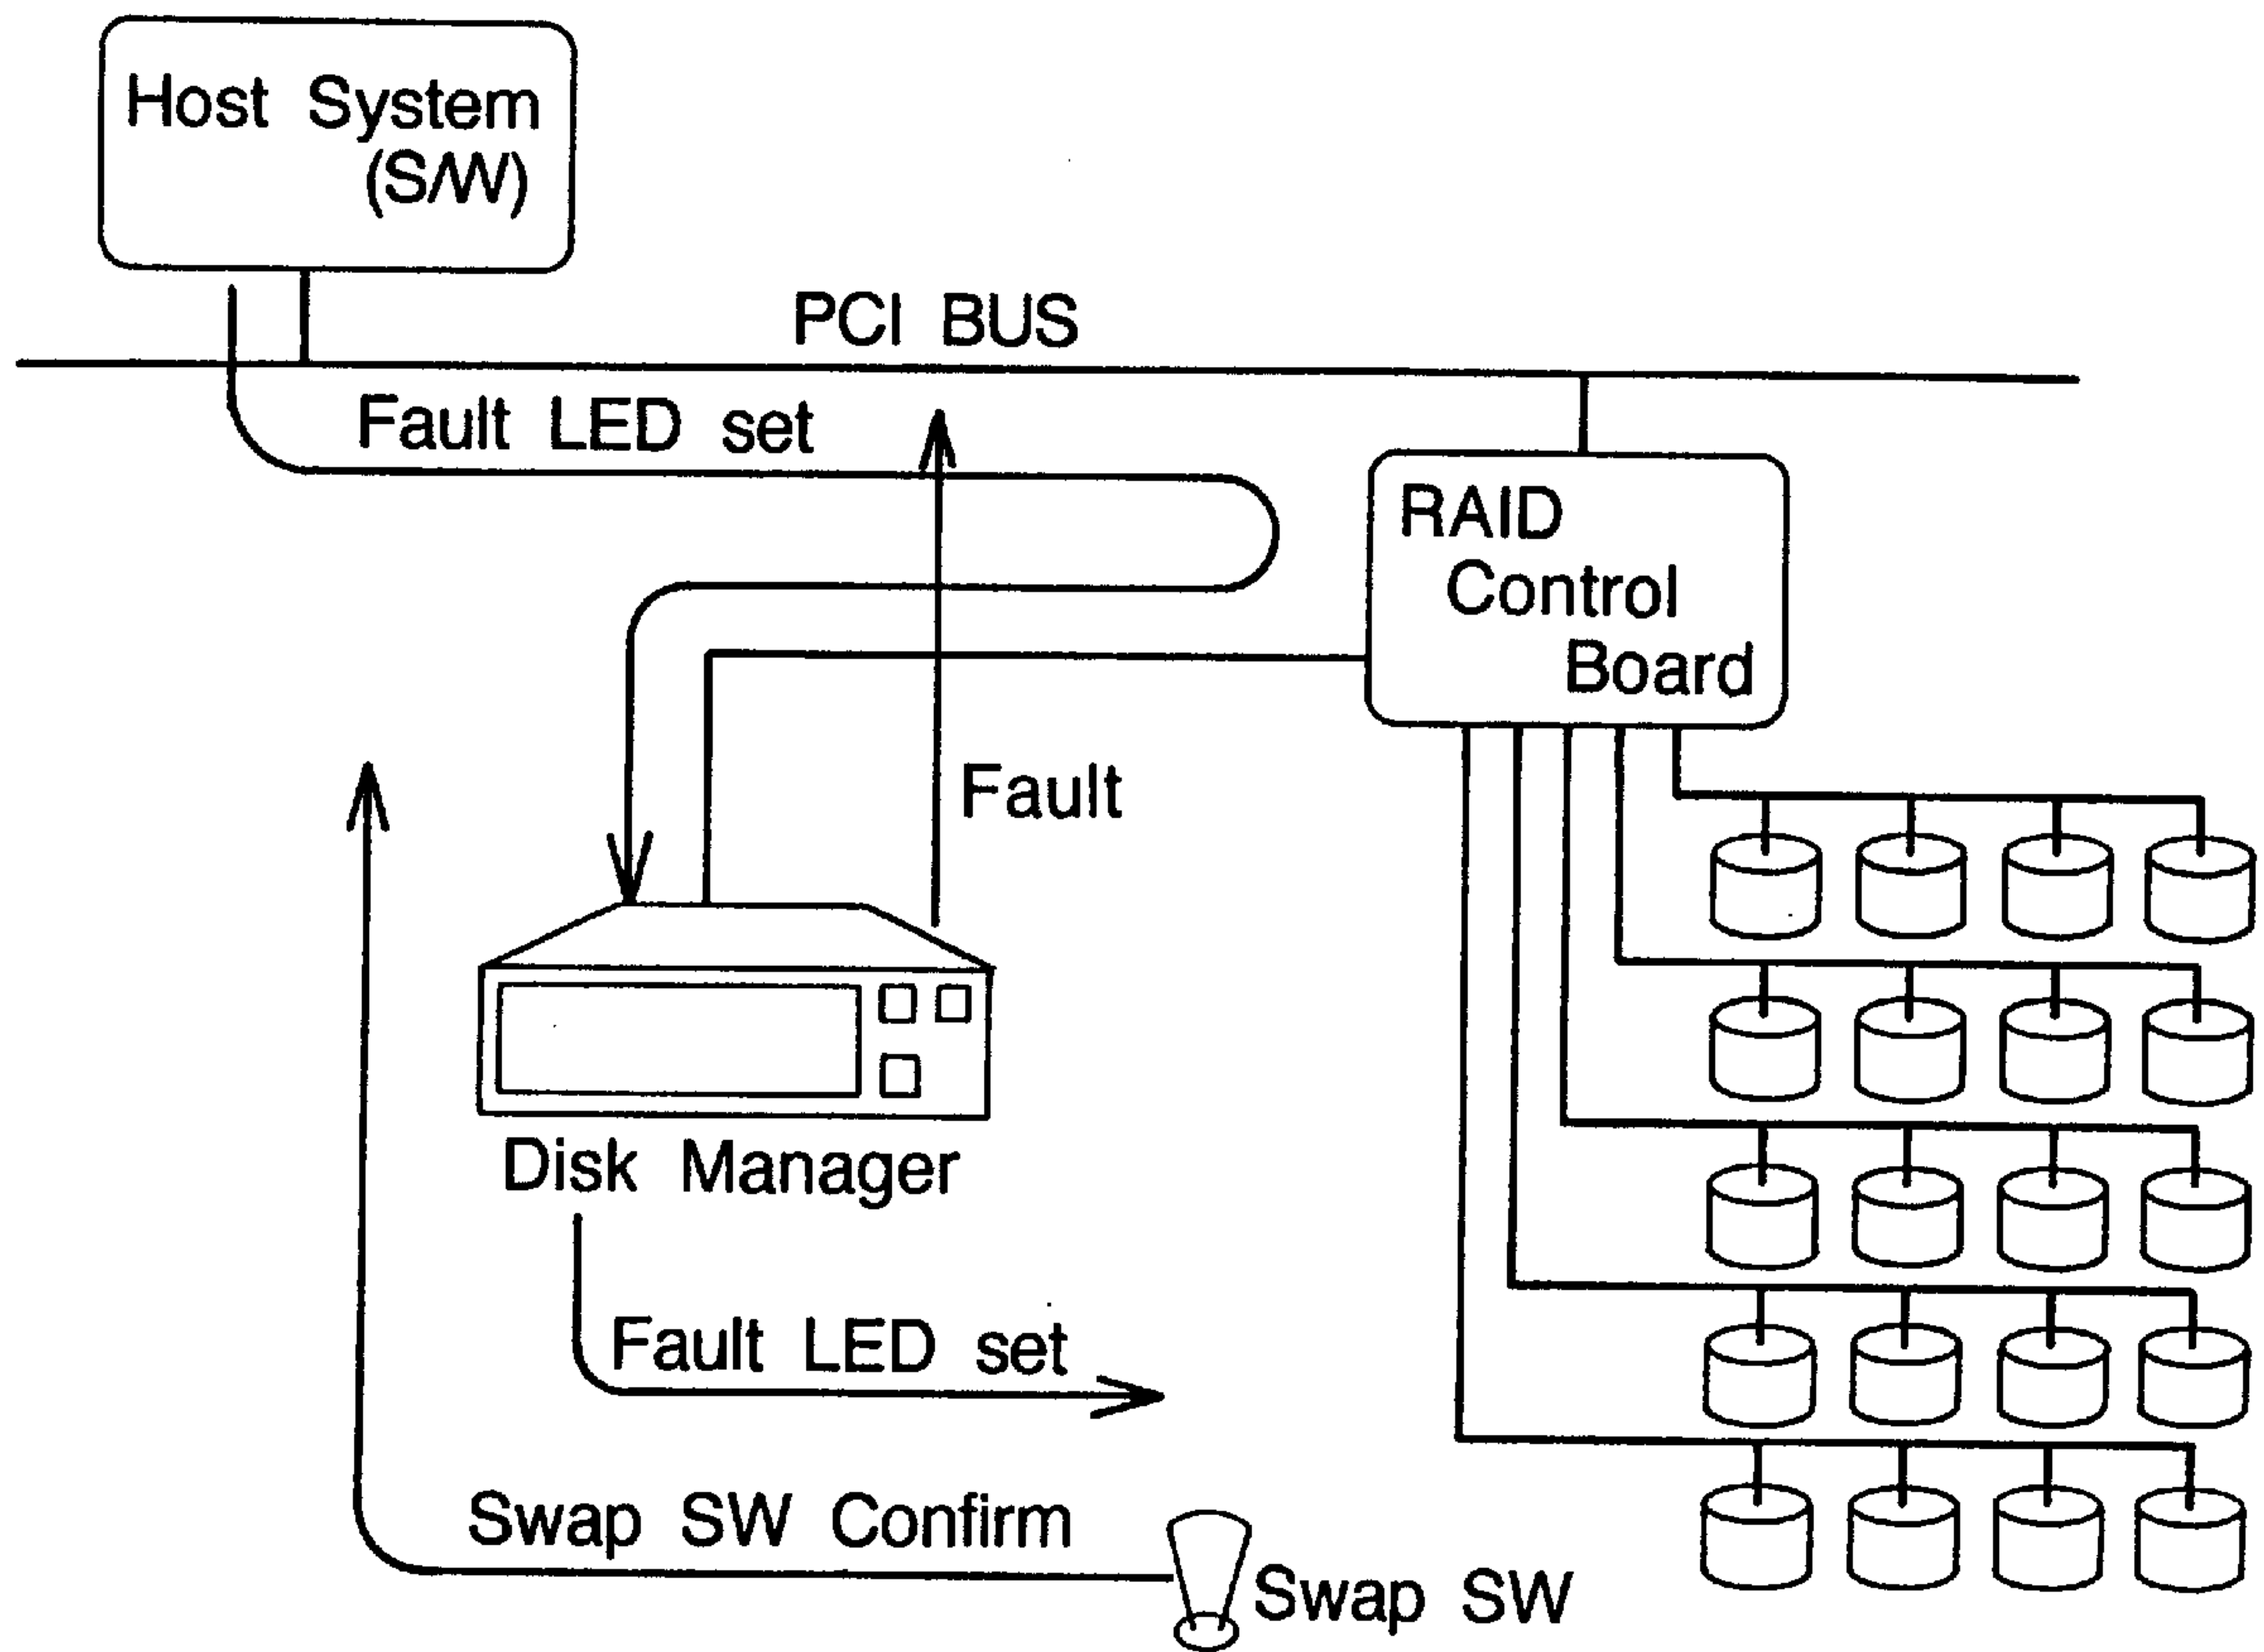 Host System
(S/W)
PCI BUS
Fault LED set
RAID
Control
Board
Fault
Disk Manager
Fault LED set
Swap SW Confirm
Swap SW